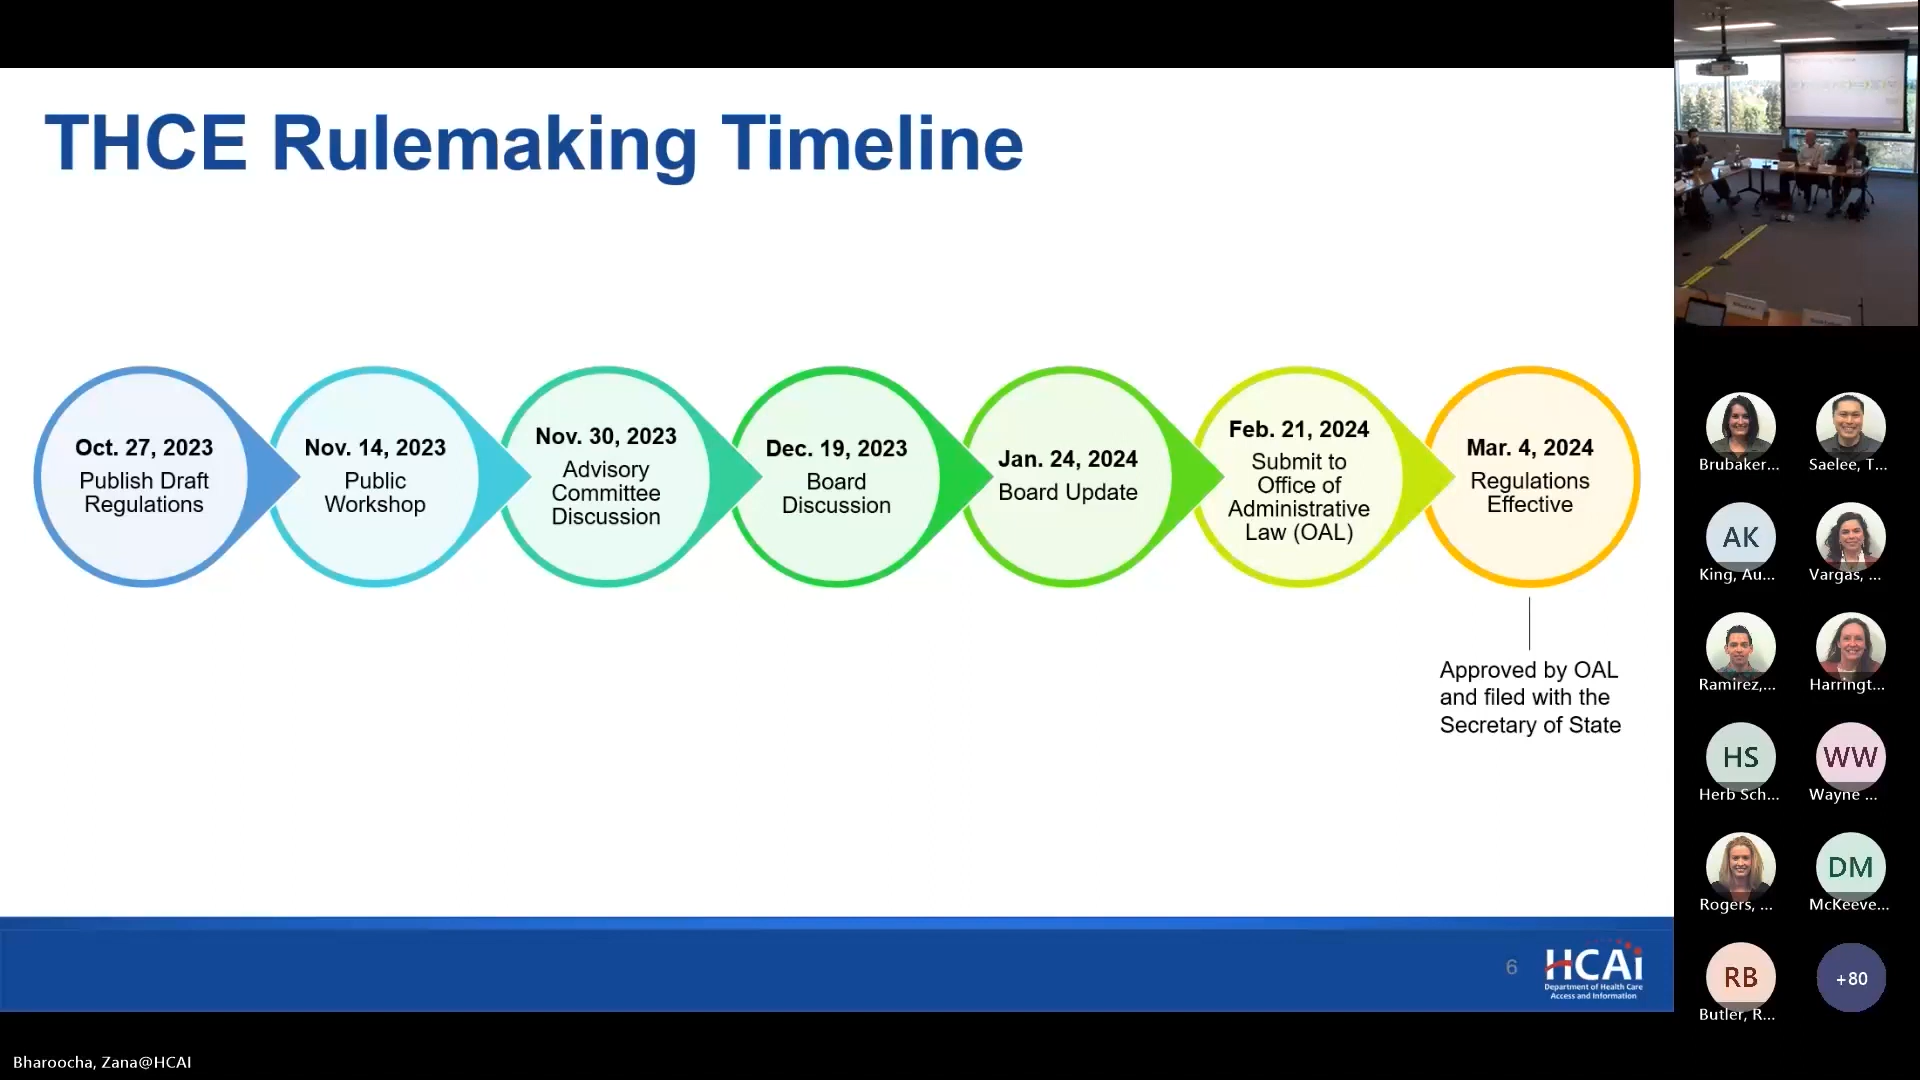 THCE Rulemaking Timeline
Oct. 27, 2023
Publish Draft
Regulations
Nov. 14, 2023
Public
Workshop
Nov. 30, 2023
Advisory
Committee
Discussion
Dec. 19, 2023
Board
Discussion
Jan. 24, 2024
Board Update
Feb. 21, 2024
Submit to
Office of
Administrative
Law (OAL)
Mar. 4, 2024
Regulations
Effective
Approved by OAL
and filed with the
Secretary of State
6
HCAi
Department of Health Care
Access and Information
Brubaker...
Saelee, T...
AK
King, Au...
Vargas, ...
Ramirez,...
Harringt...
HS
Herb Sch...
WW
Wayne ...
Rogers, ...
DM
McKeeve...
RB
Butler, R...
+80
Bharoocha, Zana@HCAI